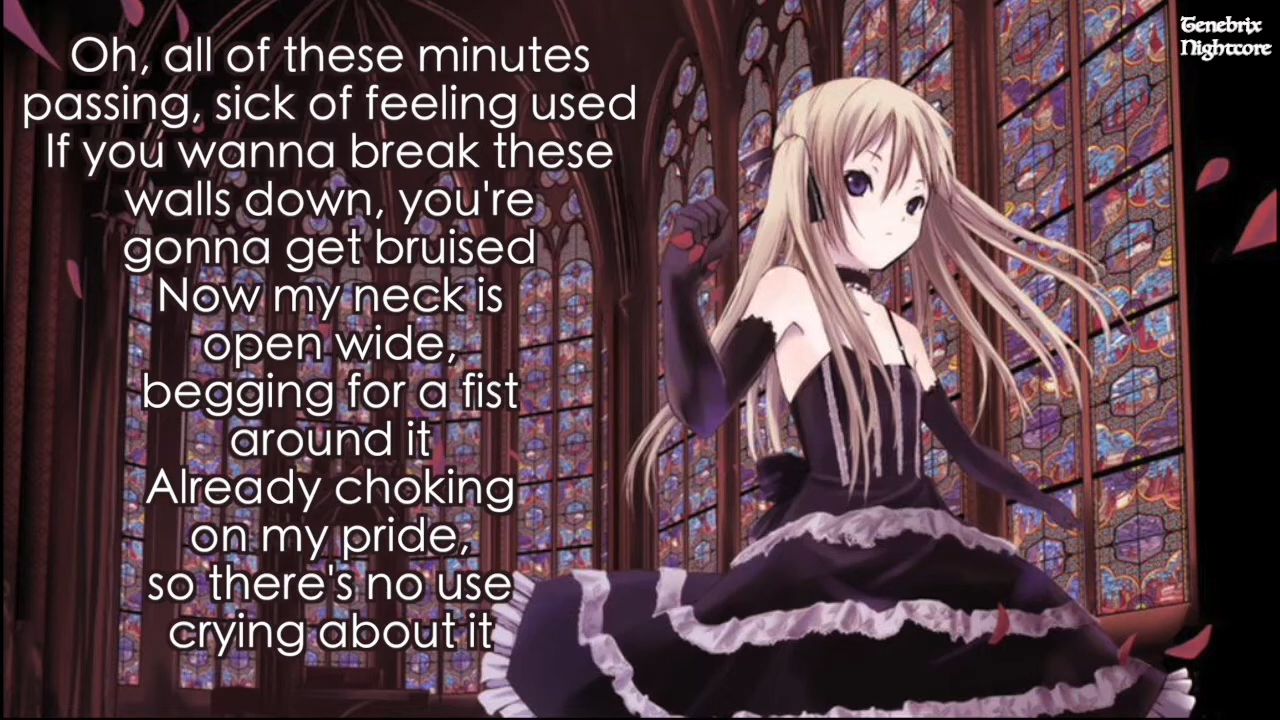 Oh, all of these minutes
passing, sick of feeling used
If you wanna break these
walls down, you're
gonna get bruised
Now my neck is
open wide,
begging for a fist
around it
Already choking
on my pride,
so there's no use
crying about it
Tenebrix
Nightcore